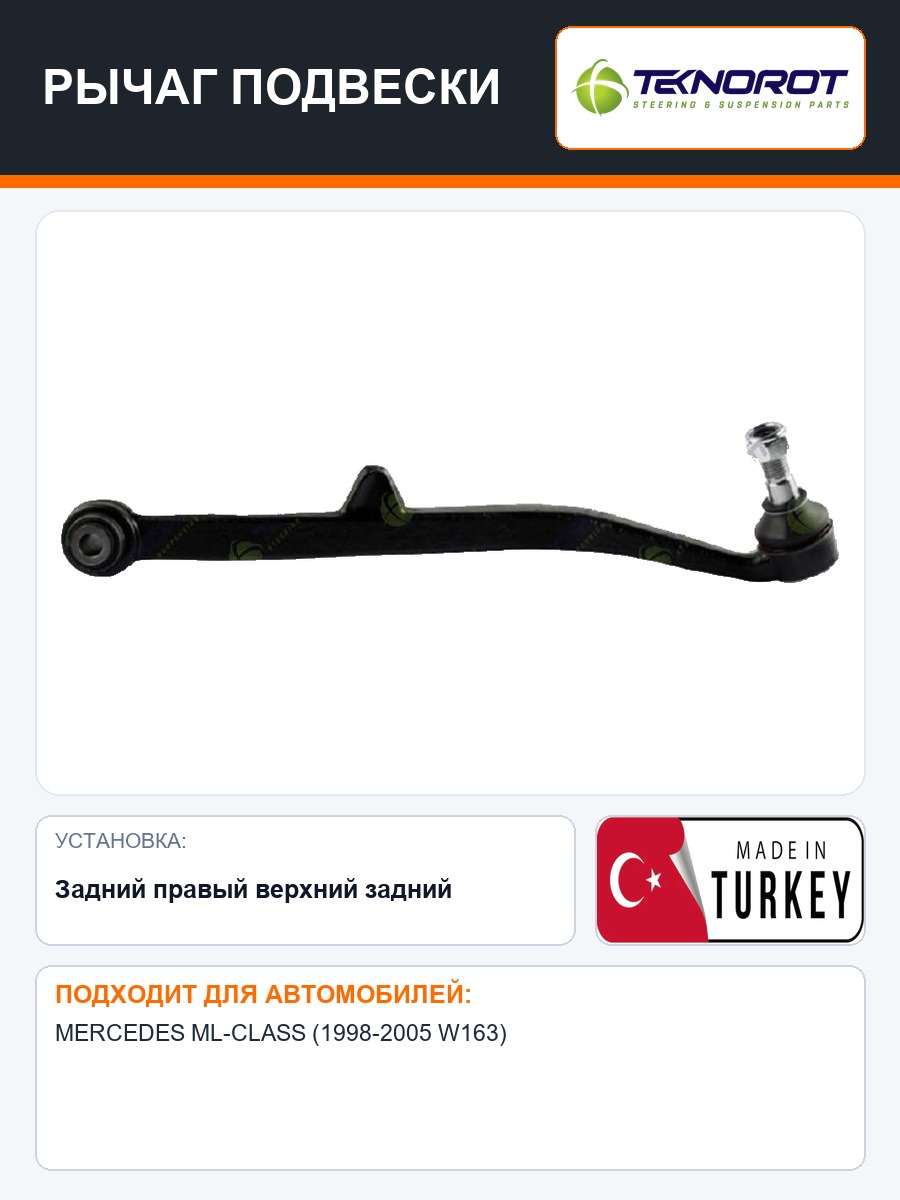 РЫЧАГ ПОДВЕСКИ
TEKNOROT
STEERING & SUSPENSION PARTS
УСТАНОВКА:
Задний правый верхний задний
MADE IN
TURKEY
ПОДХОДИТ ДЛЯ АВТОМОБИЛЕЙ:
MERCEDES ML-CLASS (1998-2005 W163)